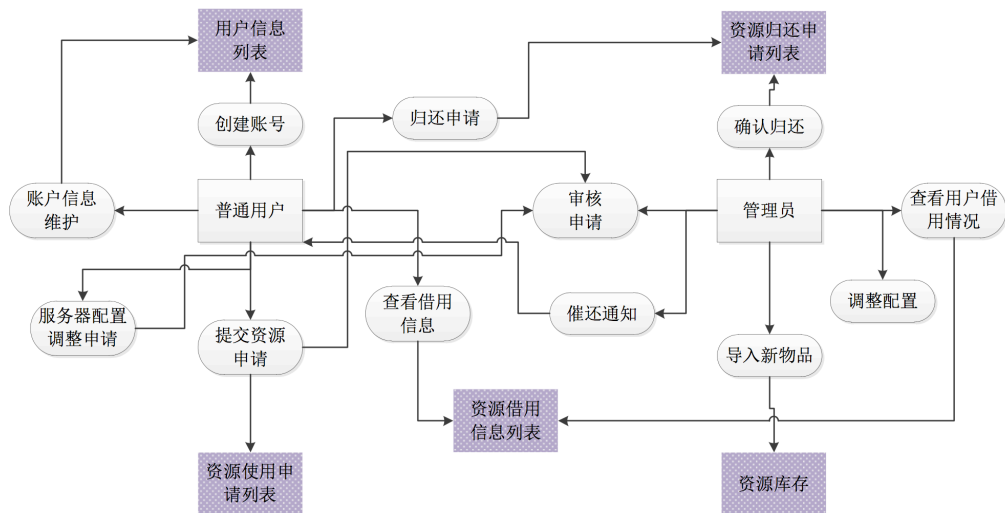 用户信息
列表
资源归还申
请列表
创建账号
归还申请
确认归还
账户信息
维护
普通用户
审核
申请
管理员
查看用户借
用情况
服务器配置
调整申请
提交资源
申请
查看借用
信息
催还通知
调整配置
导入新物品
资源借用
信息列表
资源使用申
请列表
资源库存